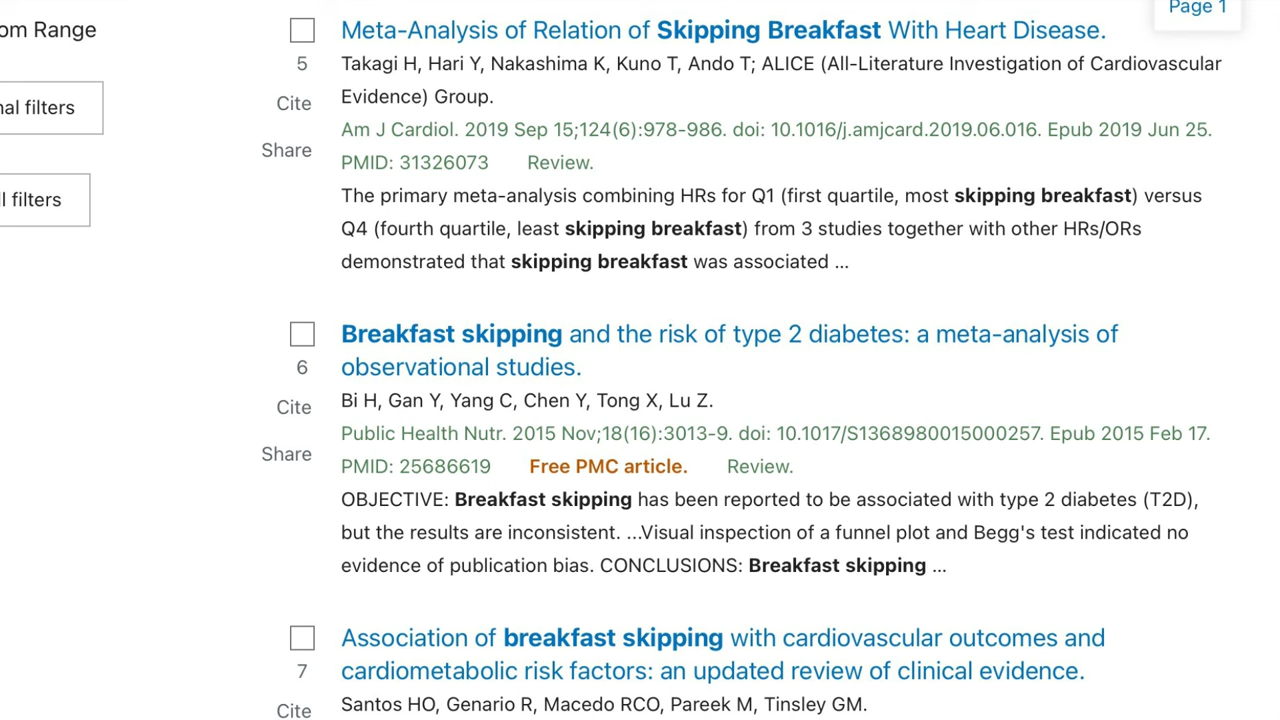 Page 1
om Range
nal filters
l filters
Meta-Analysis of Relation of Skipping Breakfast With Heart Disease.
5
Takagi H, Hari Y, Nakashima K, Kuno T, Ando T; ALICE (All-Literature Investigation of Cardiovascular
Cite
Evidence) Group.
Am J Cardiol. 2019 Sep 15;124(6):978-986. doi: 10.1016/j.amjcard.2019.06.016. Epub 2019 Jun 25.
Share
PMID: 31326073 Review.
The primary meta-analysis combining HRs for Q1 (first quartile, most skipping breakfast) versus
Q4 (fourth quartile, least skipping breakfast) from 3 studies together with other HRs/ORs
demonstrated that skipping breakfast was associated ...
Breakfast skipping and the risk of type 2 diabetes: a meta-analysis of
6
observational studies.
Cite
Bi H, Gan Y, Yang C, Chen Y, Tong X, Lu Z.
Public Health Nutr. 2015 Nov;18(16):3013-9. doi: 10.1017/S1368980015000257. Epub 2015 Feb 17.
Share
PMID: 25686619 Free PMC article. Review.
OBJECTIVE: Breakfast skipping has been reported to be associated with type 2 diabetes (T2D),
but the results are inconsistent. ...Visual inspection of a funnel plot and Begg's test indicated no
evidence of publication bias. CONCLUSIONS: Breakfast skipping ...
Association of breakfast skipping with cardiovascular outcomes and
7
cardiometabolic risk factors: an updated review of clinical evidence.
Cite
Santos HO, Genario R, Macedo RCO, Pareek M, Tinsley GM.